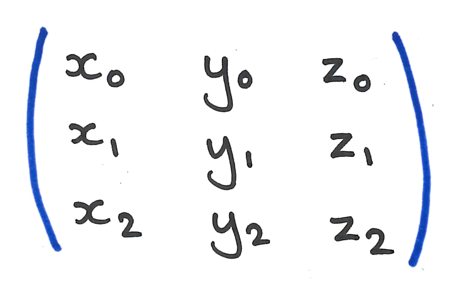 x₀ y₀ z₀
x₁ y₁ z₁
x₂ y₂ z₂